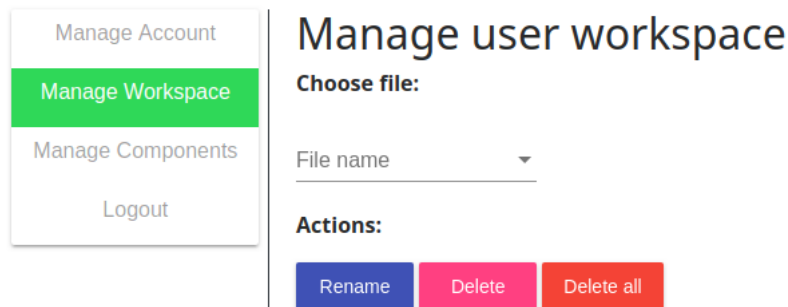 Manage Account
Manage Workspace
Manage Components
Logout
Manage user workspace
Choose file:
File name
Actions:
Rename Delete Delete all